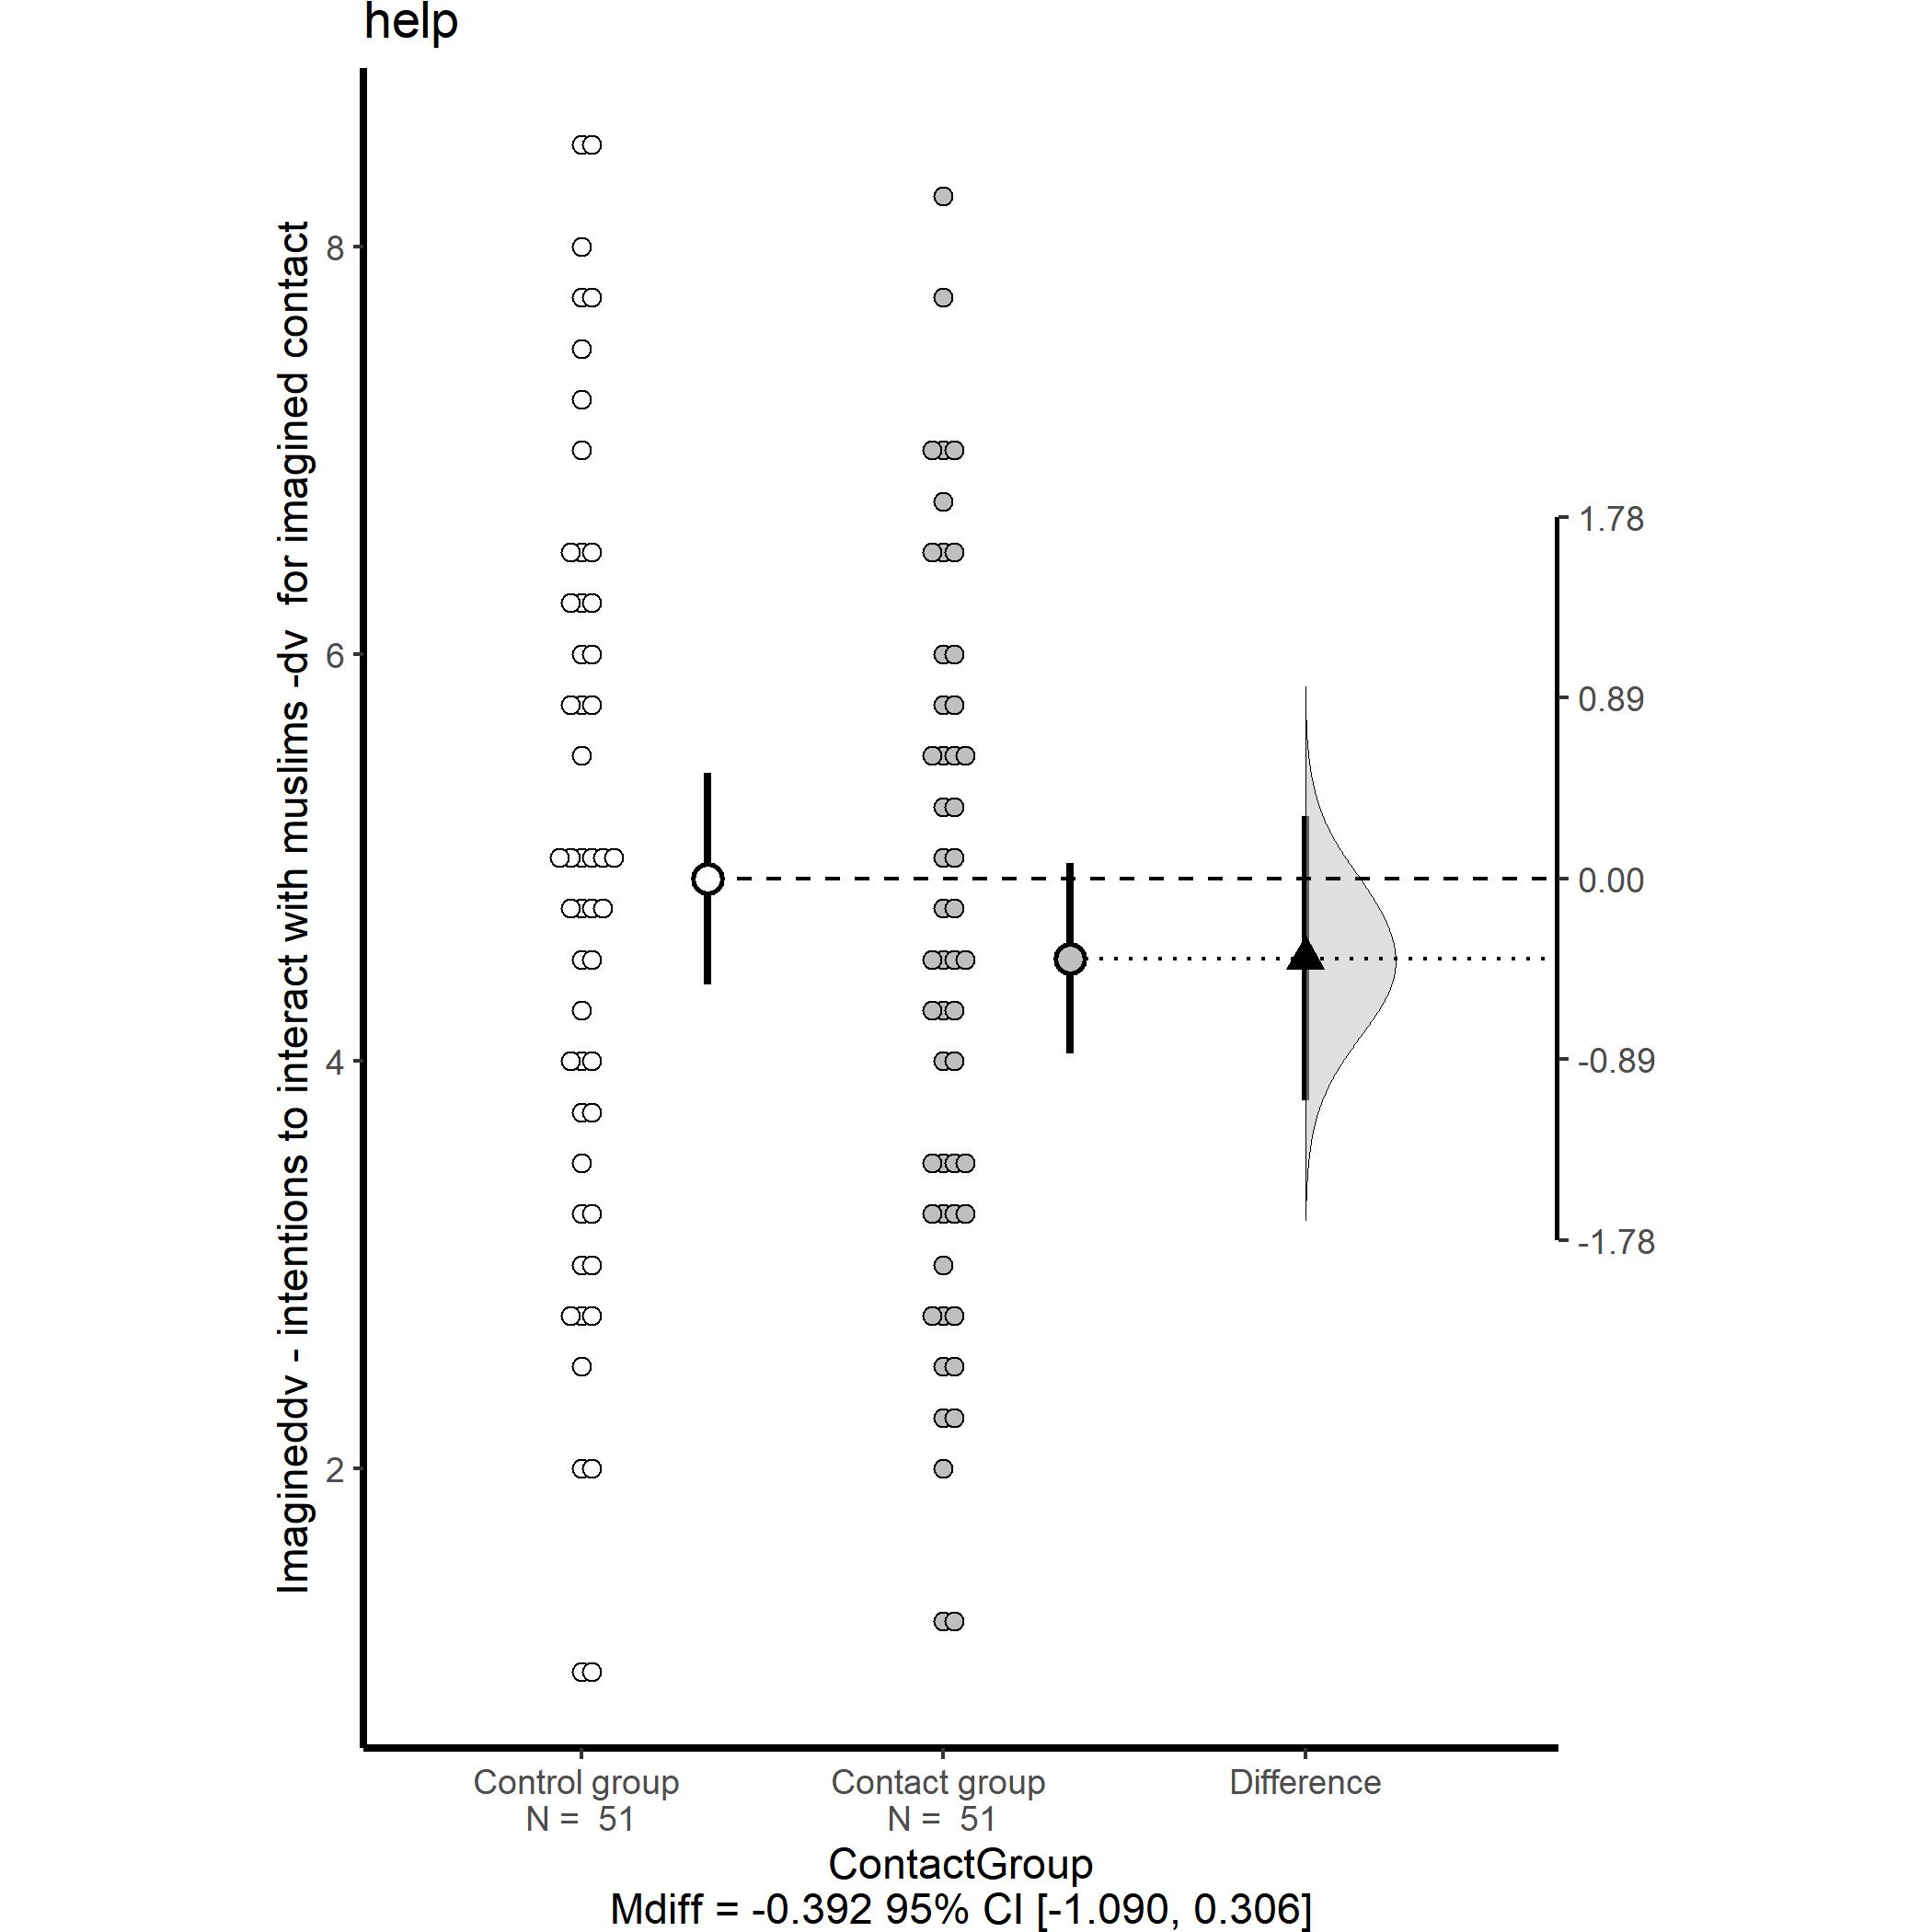 help
Imagineddv - intentions to interact with muslims -dv  for imagined contact
8
6
4
2
1.78
0.89
0.00
-0.89
-1.78
Control group
N =  51
Contact group
N =  51
Difference
ContactGroup
Mdiff = -0.392 95% CI [-1.090, 0.306]